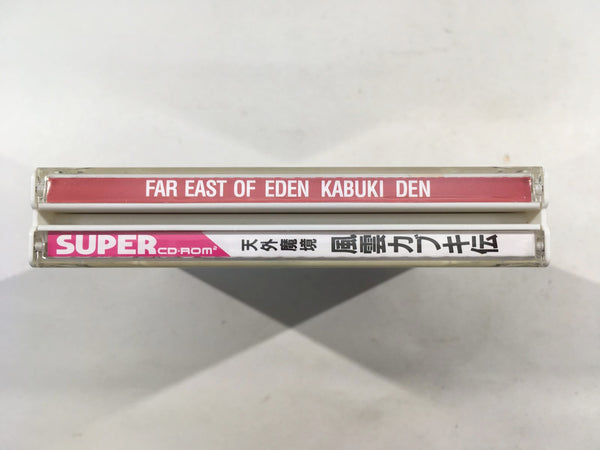 FAR EAST OF EDEN KABUKI DEN
SUPER CD-ROM² 天外魔境 風雲カブキ伝